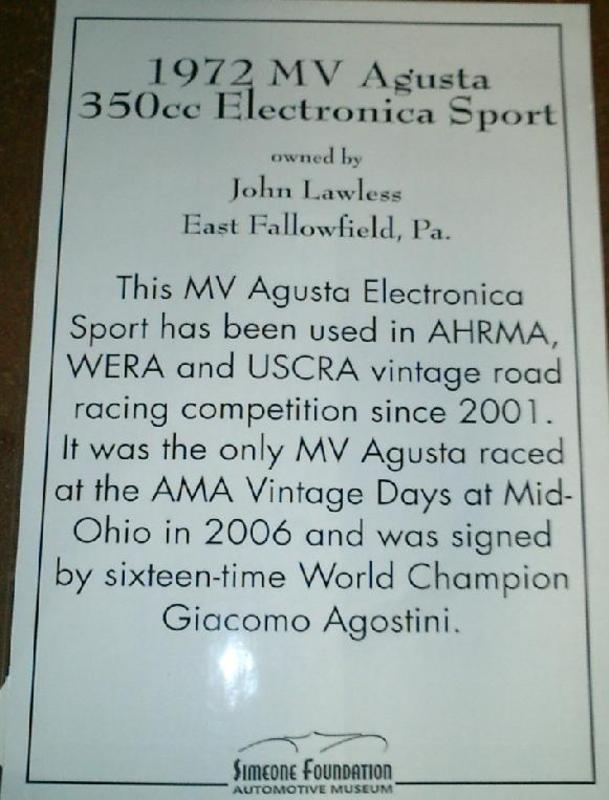 1972 MV Agusta
350cc Electronica Sport
owned by
John Lawless
East Fallowfield, Pa.
This MV Agusta Electronica
Sport has been used in AHRMA,
WERA and USCRA vintage road
racing competition since 2001.
It was the only MV Agusta raced
at the AMA Vintage Days at Mid-
Ohio in 2006 and was signed
by sixteen-time World Champion
Giacomo Agostini.
SIMEONE FOUNDATION
AUTOMOTIVE MUSEUM